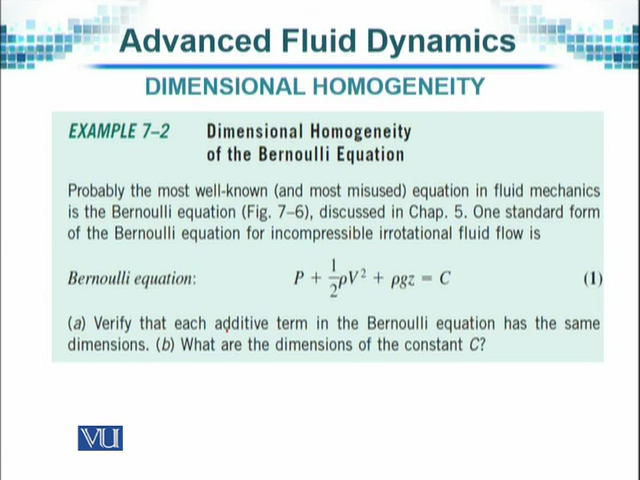 Advanced Fluid Dynamics
DIMENSIONAL HOMOGENEITY
EXAMPLE 7–2 Dimensional Homogeneity
of the Bernoulli Equation
Probably the most well-known (and most misused) equation in fluid mechanics
is the Bernoulli equation (Fig. 7–6), discussed in Chap. 5. One standard form
of the Bernoulli equation for incompressible irrotational fluid flow is
Bernoulli equation: P + 1/2 ρV² + ρgz = C (1)
(a) Verify that each additive term in the Bernoulli equation has the same
dimensions. (b) What are the dimensions of the constant C?
VU